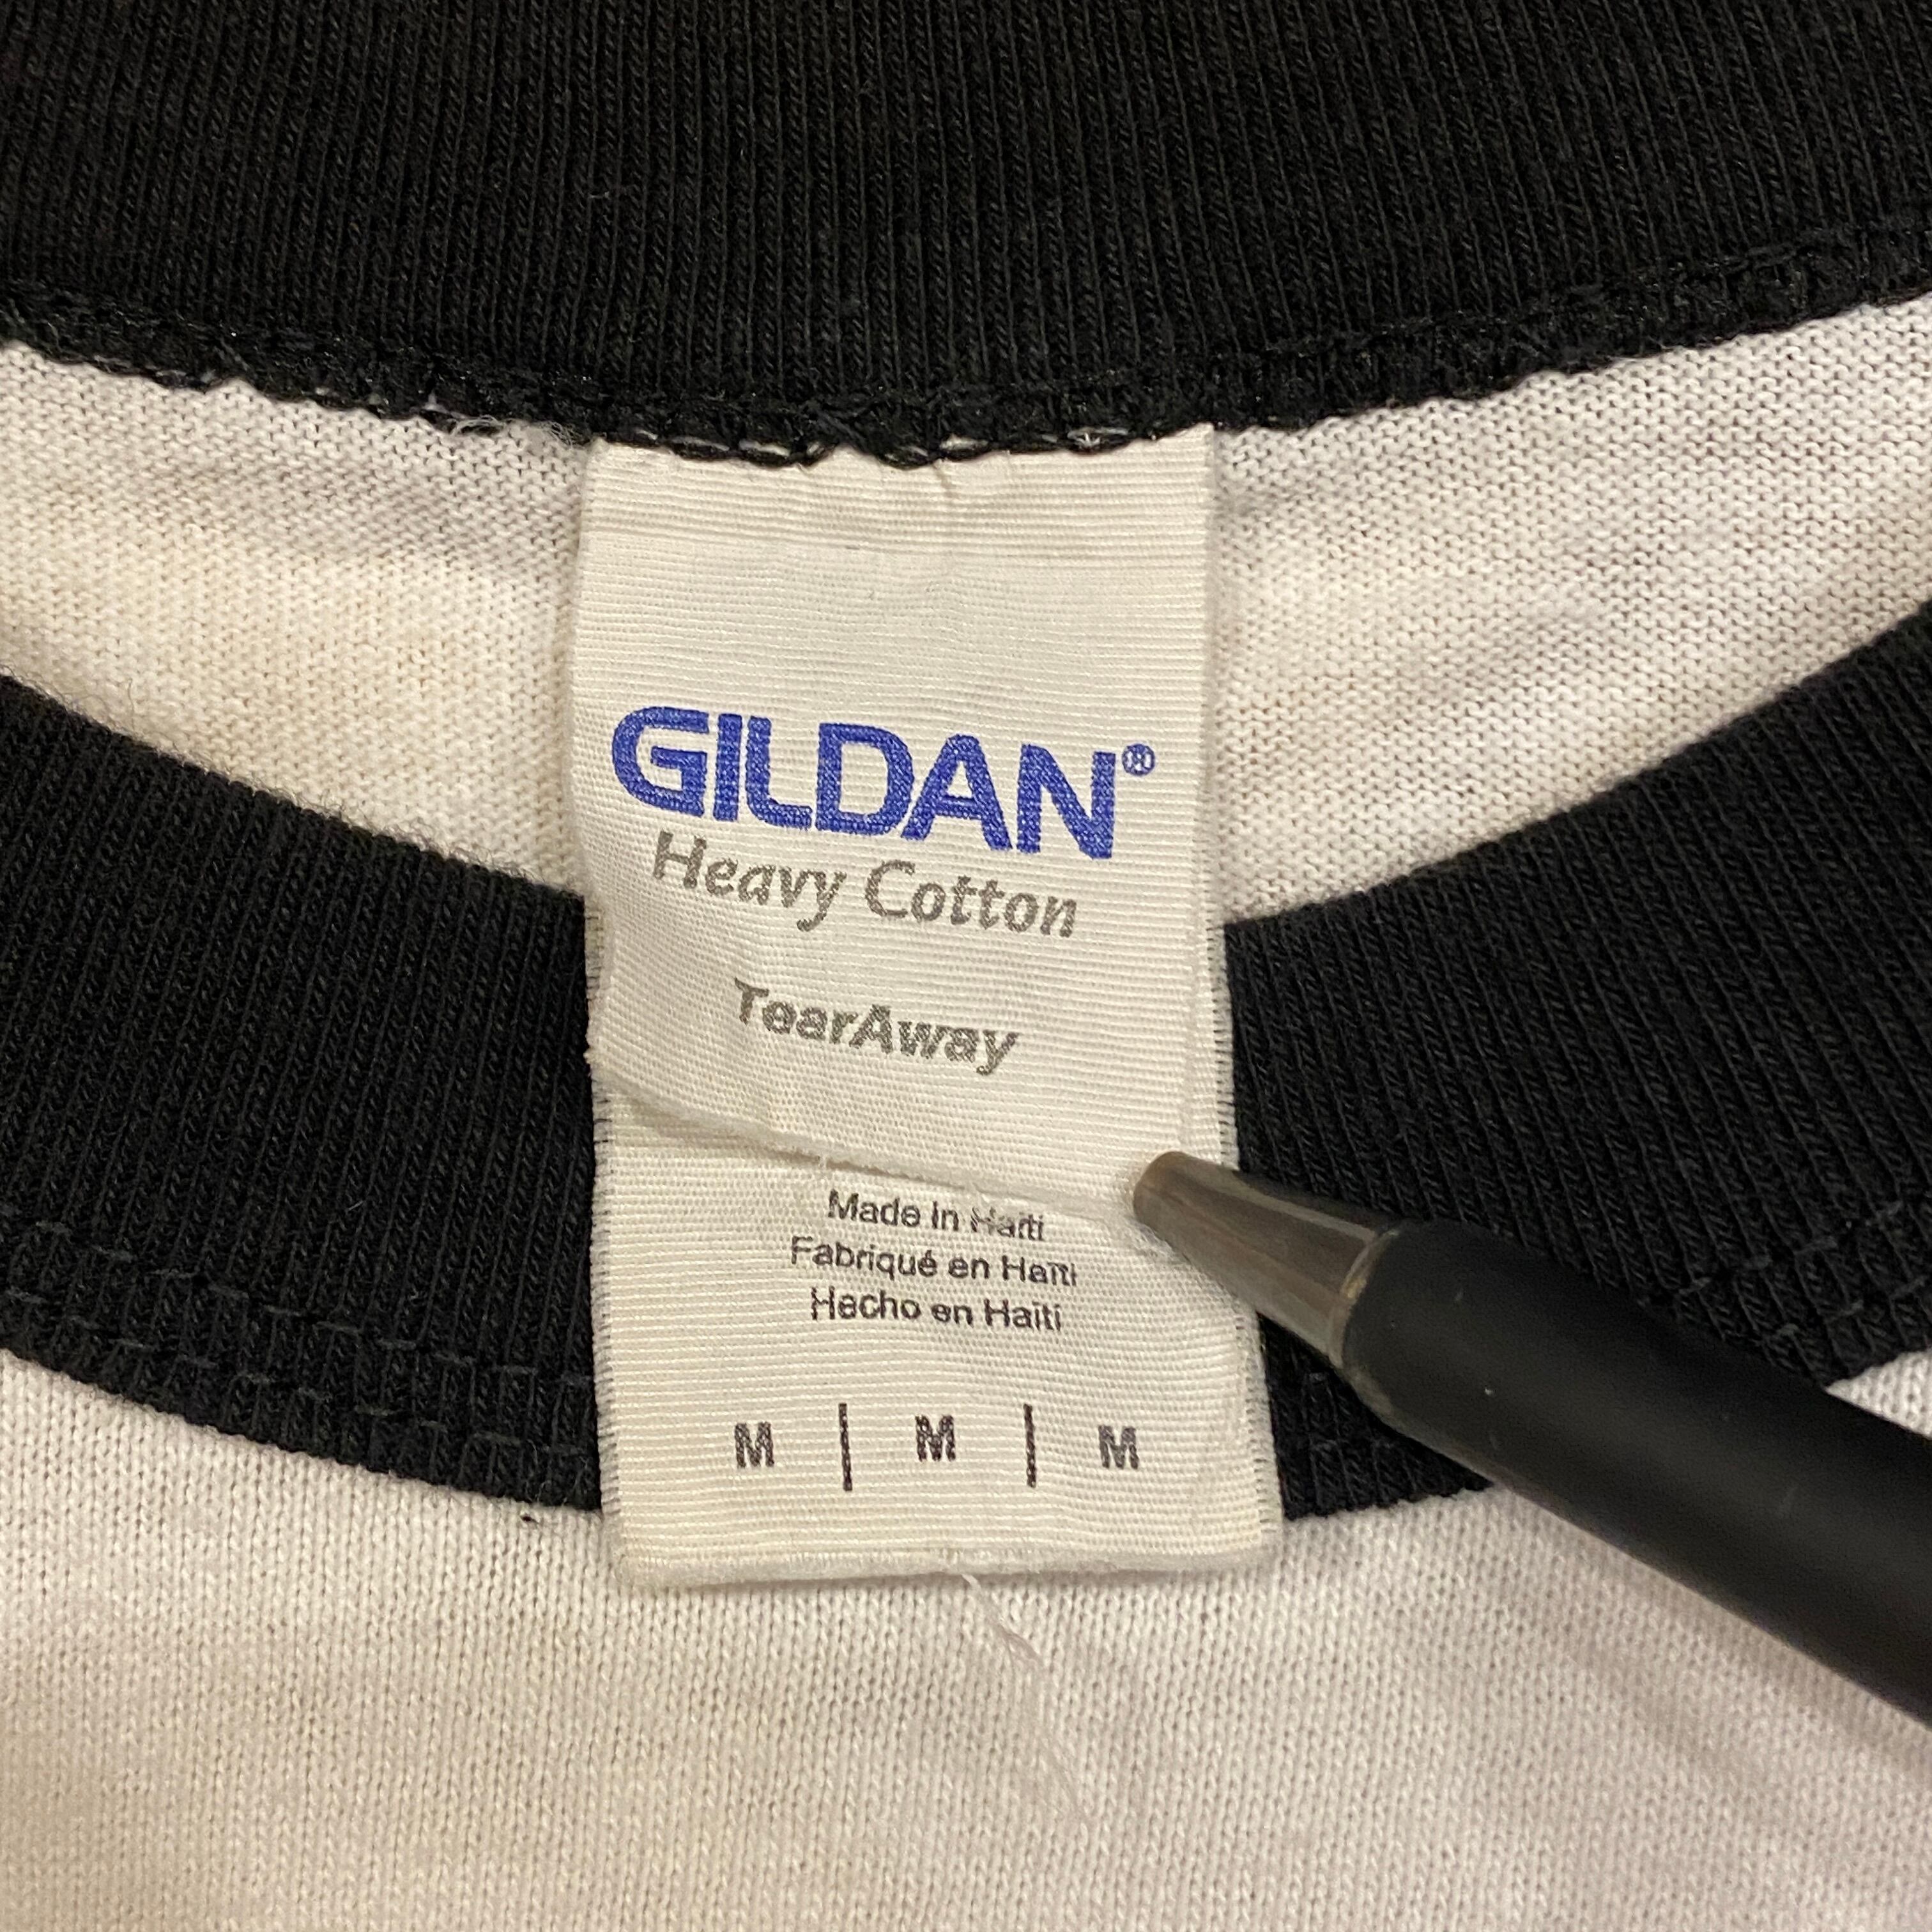 GILDAN®
Heavy Cotton
TearAway
Made in Haiti
Fabriqué en Haïti
Hecho en Haití
M | M | M